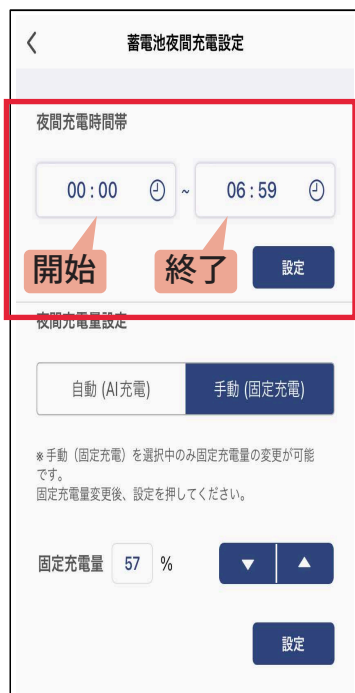 蓄電池夜間充電設定
夜間充電時間帯
00:00 ~ 06:59
開始 終了 設定
夜間充電量設定
自動 (AI充電) 手動 (固定充電)
※手動（固定充電）を選択中のみ固定充電量の変更が可能
です。
固定充電量変更後、設定を押してください。
固定充電量 57 % ▼ ▲
設定